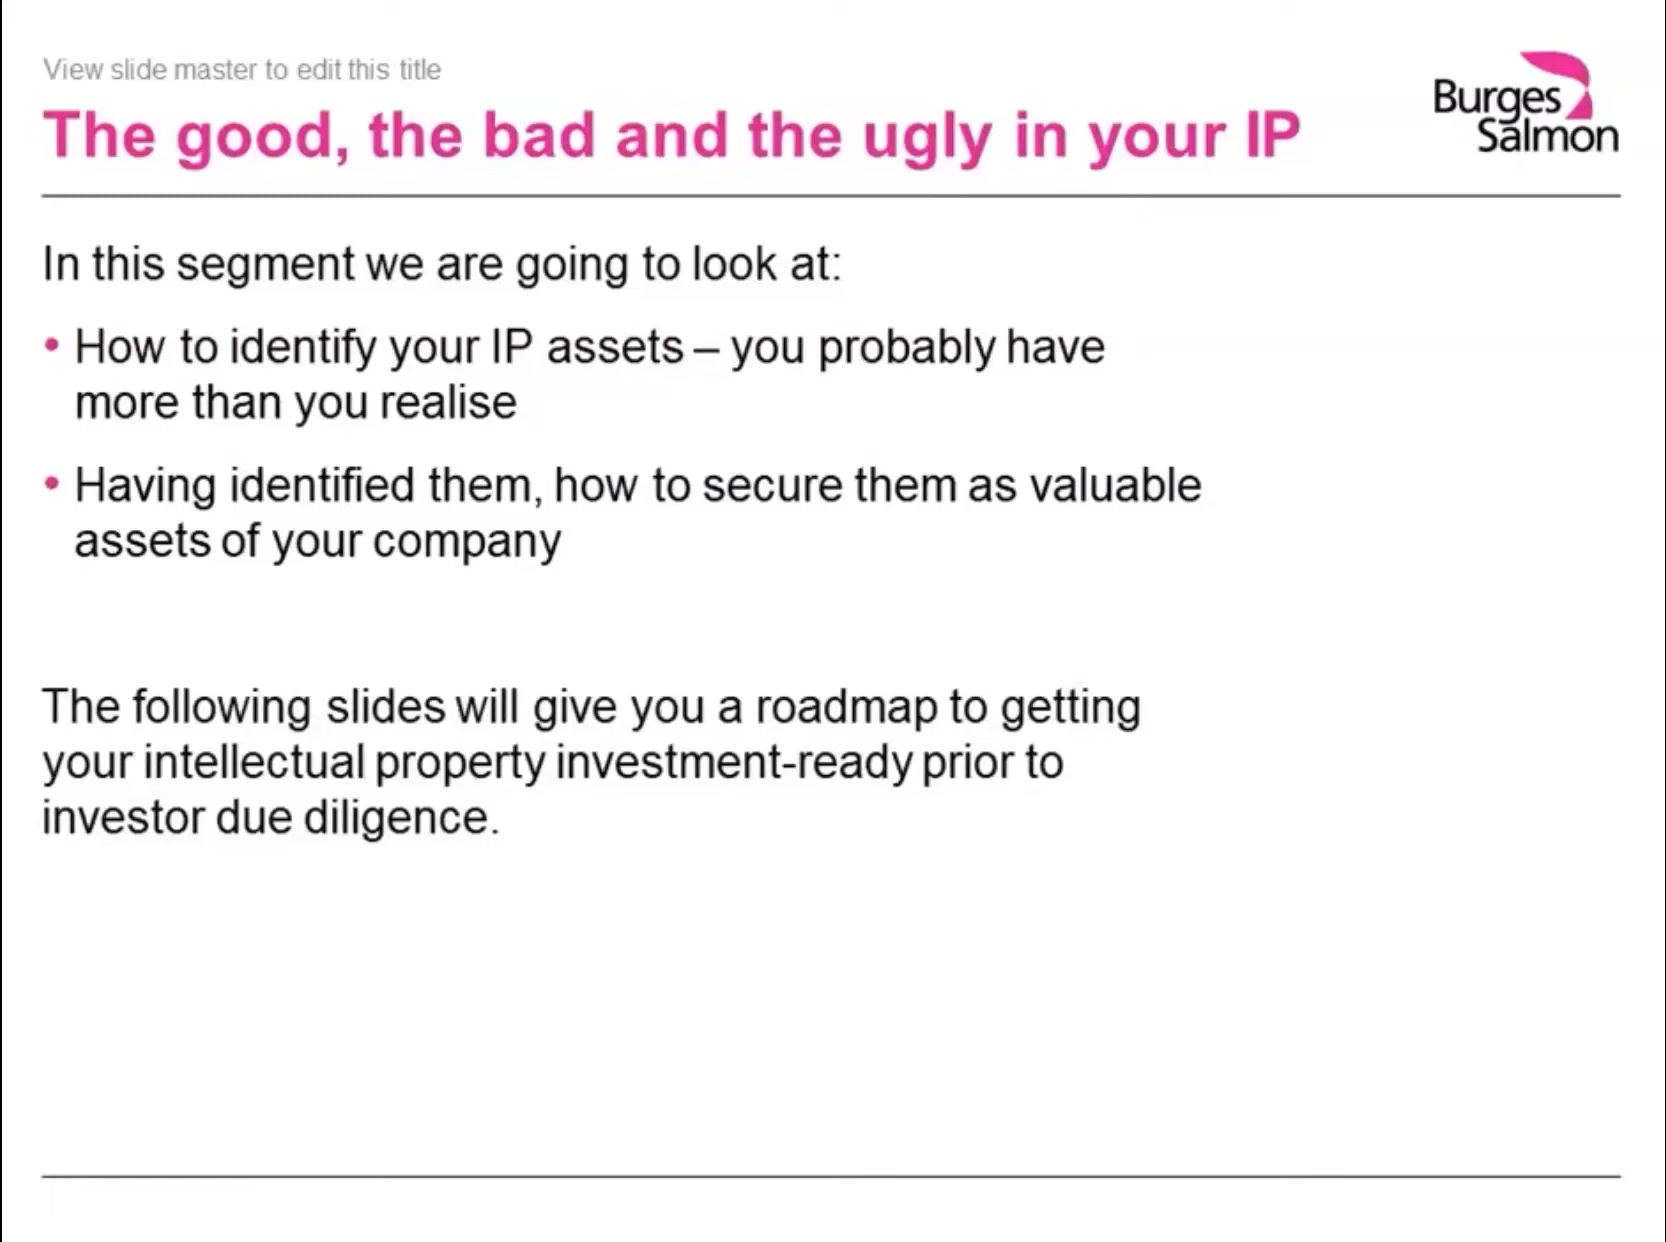 View slide master to edit this title
The good, the bad and the ugly in your IP
Burges
Salmon
In this segment we are going to look at:
• How to identify your IP assets – you probably have
more than you realise
• Having identified them, how to secure them as valuable
assets of your company
The following slides will give you a roadmap to getting
your intellectual property investment-ready prior to
investor due diligence.